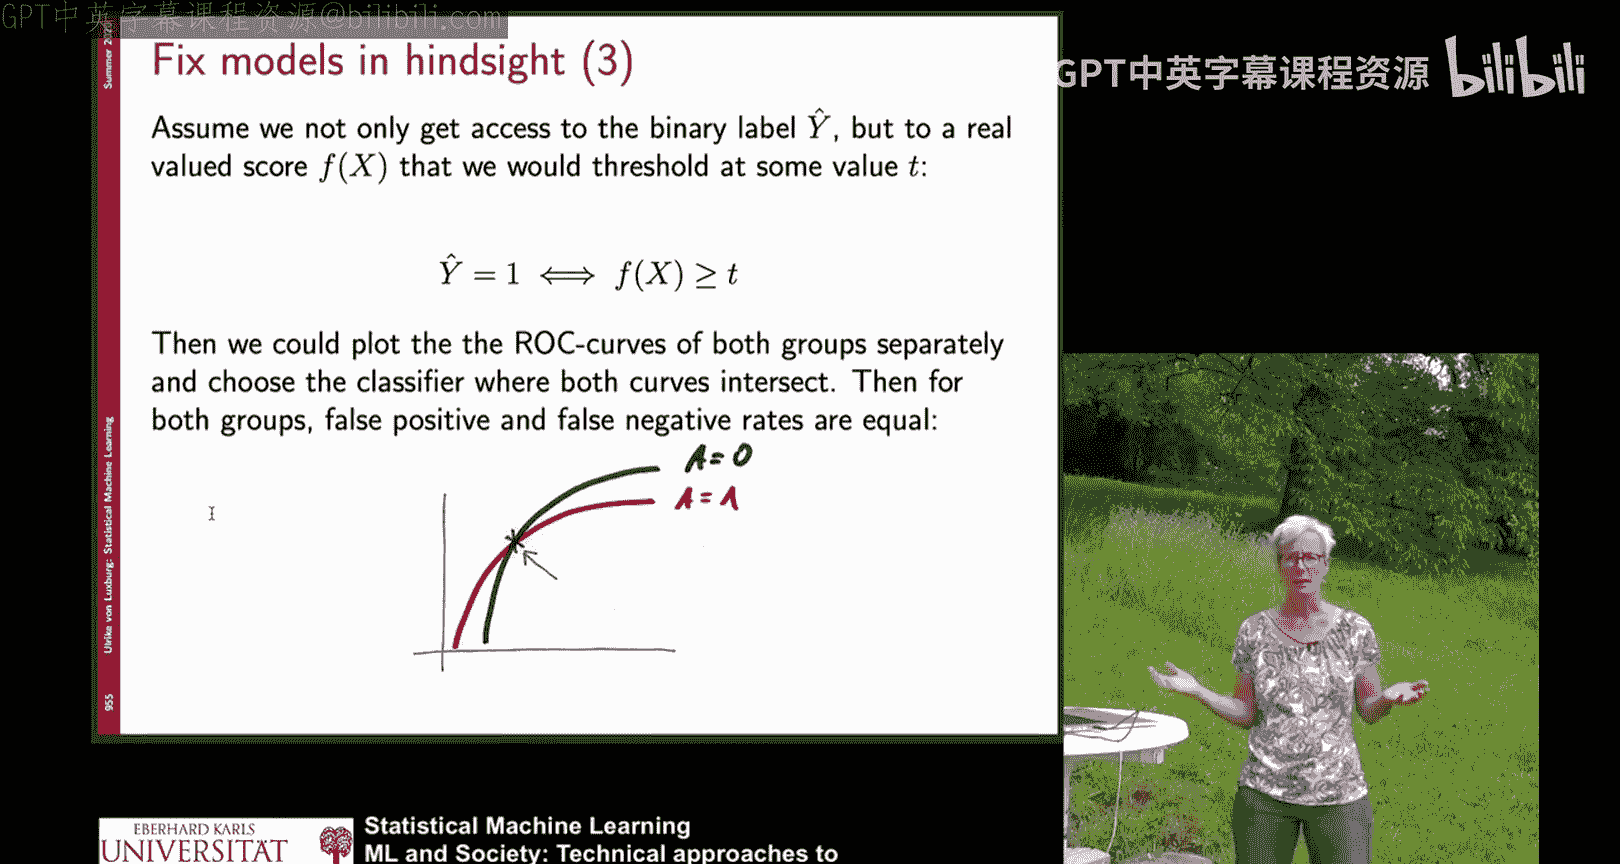 GPT中英字幕课程资源@bilibili.com
GPT中英字幕课程资源 bilibili
Summer 202
Fix models in hindsight (3)
Assume we not only get access to the binary label Ŷ, but to a real
valued score f(X) that we would threshold at some value t:
Ŷ = 1 ⟺ f(X) ≥ t
Then we could plot the the ROC-curves of both groups separately
and choose the classifier where both curves intersect. Then for
both groups, false positive and false negative rates are equal:
A=0
A=1
Ulrike von Luxburg: Statistical Machine Learning
955
EBERHARD KARLS
UNIVERSITÄT
Statistical Machine Learning
ML and Society: Technical approaches to